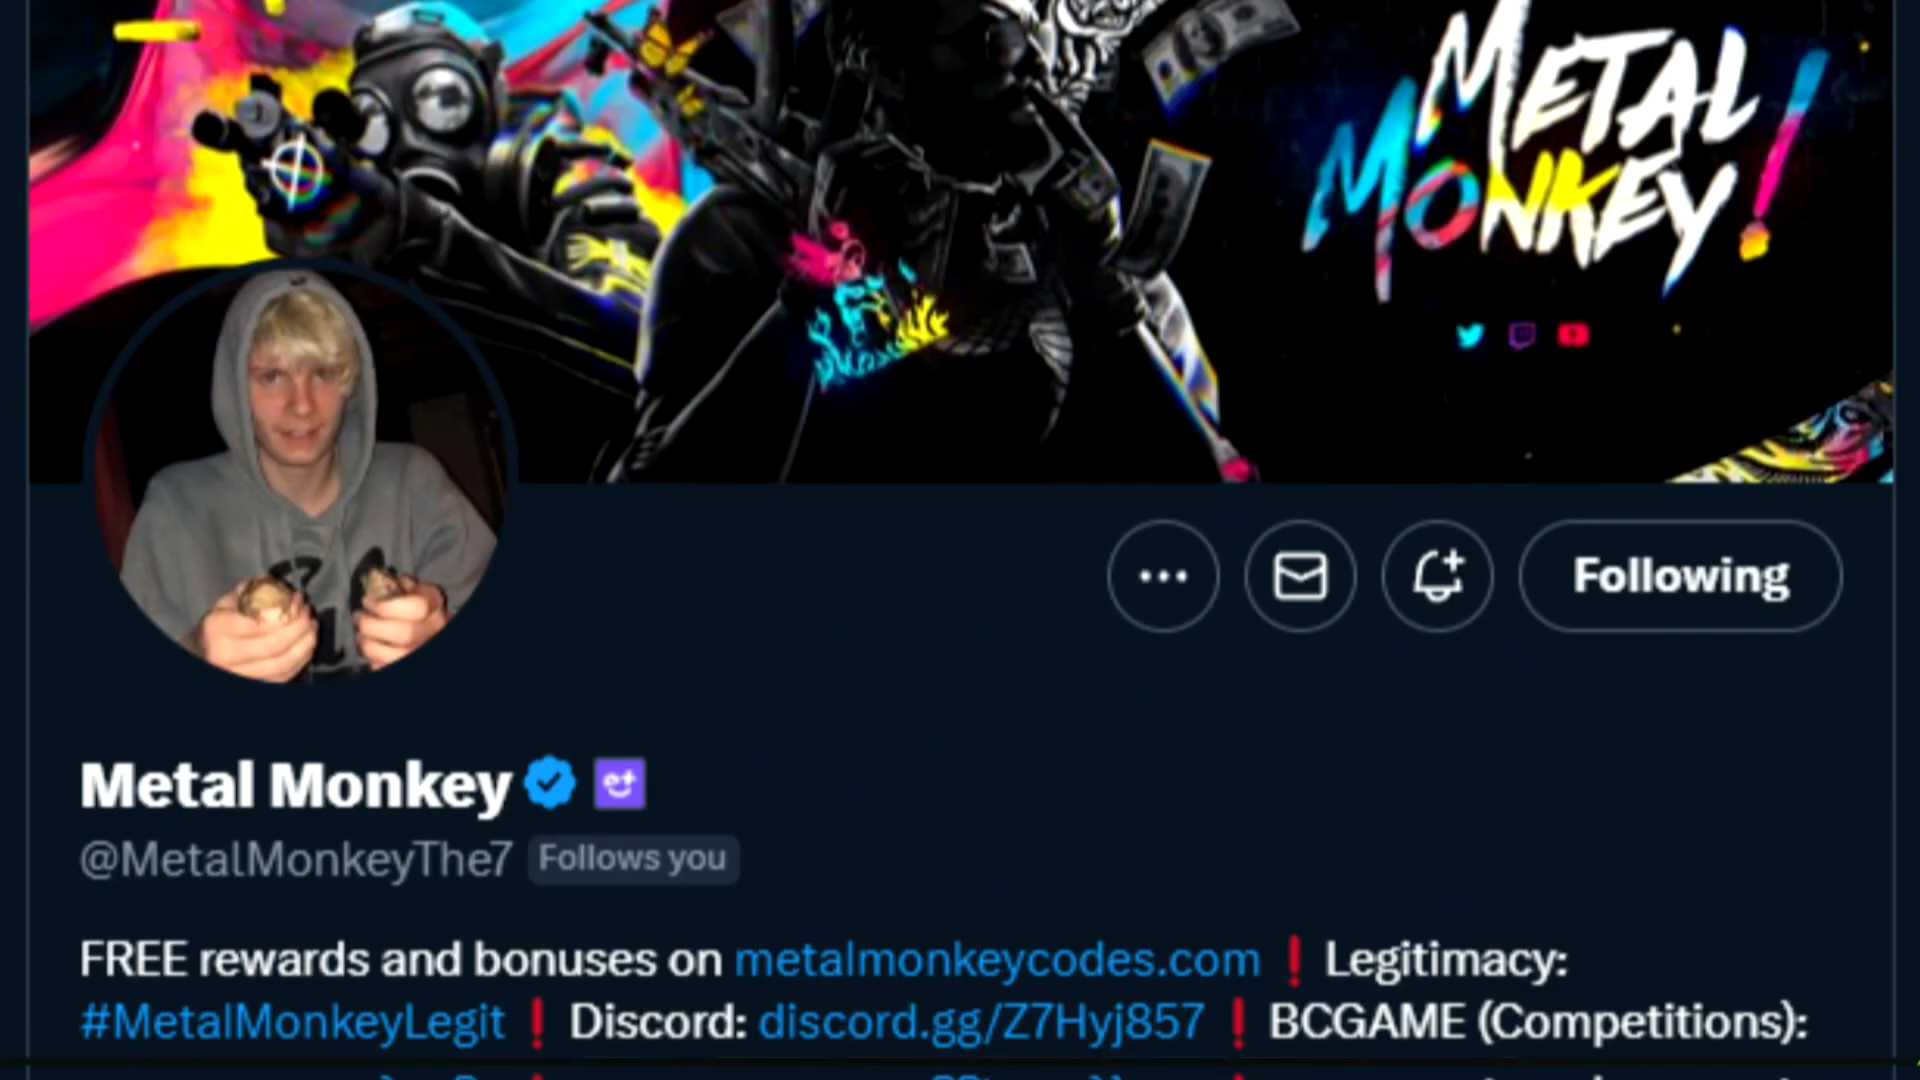 METAL
MONKEY!
Following
Metal Monkey
@MetalMonkeyThe7 Follows you
FREE rewards and bonuses on metalmonkeycodes.com ❗ Legitimacy:
#MetalMonkeyLegit ❗ Discord: discord.gg/Z7Hyj857 ❗ BCGAME (Competitions):